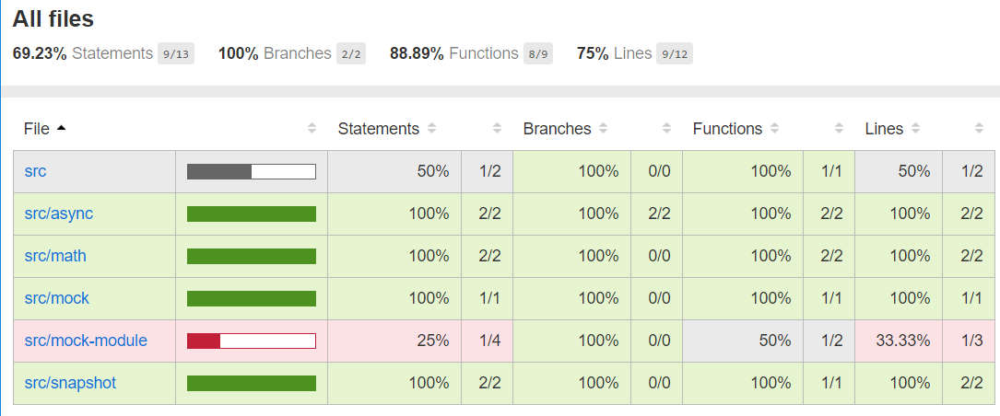 All files
69.23% Statements 9/13 100% Branches 2/2 88.89% Functions 8/9 75% Lines 9/12
File Statements Branches Functions Lines
src 50% 1/2 100% 0/0 100% 1/1 50% 1/2
src/async 100% 2/2 100% 2/2 100% 2/2 100% 2/2
src/math 100% 2/2 100% 0/0 100% 2/2 100% 2/2
src/mock 100% 1/1 100% 0/0 100% 1/1 100% 1/1
src/mock-module 25% 1/4 100% 0/0 50% 1/2 33.33% 1/3
src/snapshot 100% 2/2 100% 0/0 100% 1/1 100% 2/2